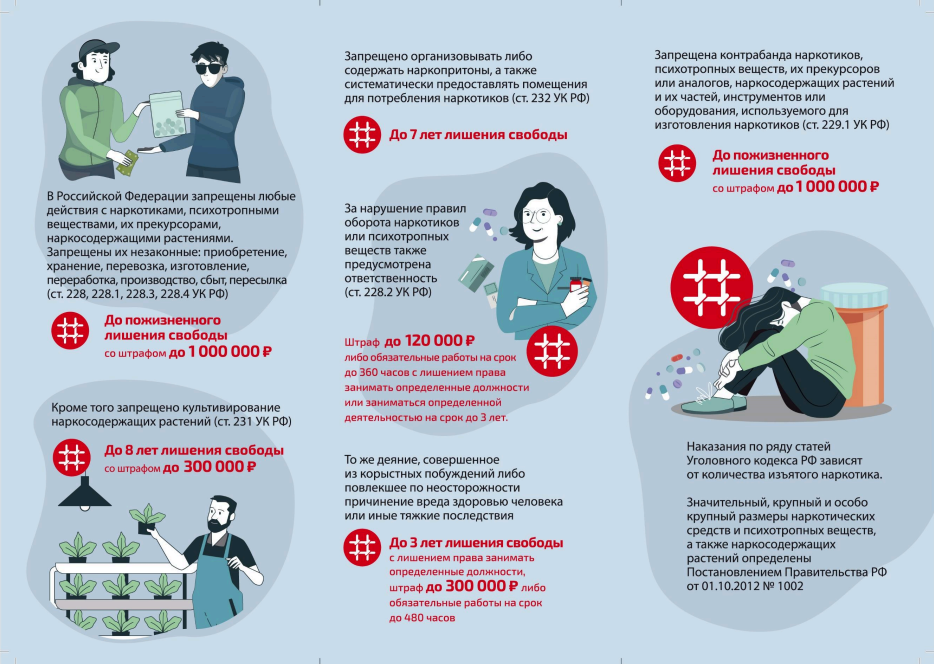 В Российской Федерации запрещены любые
действия с наркотиками, психотропными
веществами, их прекурсорами,
наркосодержащими растениями.
Запрещены их незаконные: приобретение,
хранение, перевозка, изготовление,
переработка, производство, сбыт, пересылка
(ст. 228, 228.1, 228.3, 228.4 УК РФ)
До пожизненного
лишения свободы
со штрафом до 1 000 000 ₽
Кроме того запрещено культивирование
наркосодержащих растений (ст. 231 УК РФ)
До 8 лет лишения свободы
со штрафом до 300 000 ₽
Запрещено организовывать либо
содержать наркопритоны, а также
систематически предоставлять помещения
для потребления наркотиков (ст. 232 УК РФ)
До 7 лет лишения свободы
За нарушение правил
оборота наркотиков
или психотропных
веществ также
предусмотрена
ответственность
(ст. 228.2 УК РФ)
Штраф до 120 000 ₽
либо обязательные работы на срок
до 360 часов с лишением права
занимать определенные должности
или заниматься определенной
деятельностью на срок до 3 лет.
То же деяние, совершенное
из корыстных побуждений либо
повлекшее по неосторожности
причинение вреда здоровью человека
или иные тяжкие последствия
До 3 лет лишения свободы
с лишением права занимать
определенные должности,
штраф до 300 000 ₽ либо
обязательные работы на срок
до 480 часов
Запрещена контрабанда наркотиков,
психотропных веществ, их прекурсоров
или аналогов, наркосодержащих растений
и их частей, инструментов или
оборудования, используемого для
изготовления наркотиков (ст. 229.1 УК РФ)
До пожизненного
лишения свободы
со штрафом до 1 000 000 ₽
Наказания по ряду статей
Уголовного кодекса РФ зависят
от количества изъятого наркотика.
Значительный, крупный и особо
крупный размеры наркотических
средств и психотропных веществ,
а также наркосодержащих
растений определены
Постановлением Правительства РФ
от 01.10.2012 № 1002